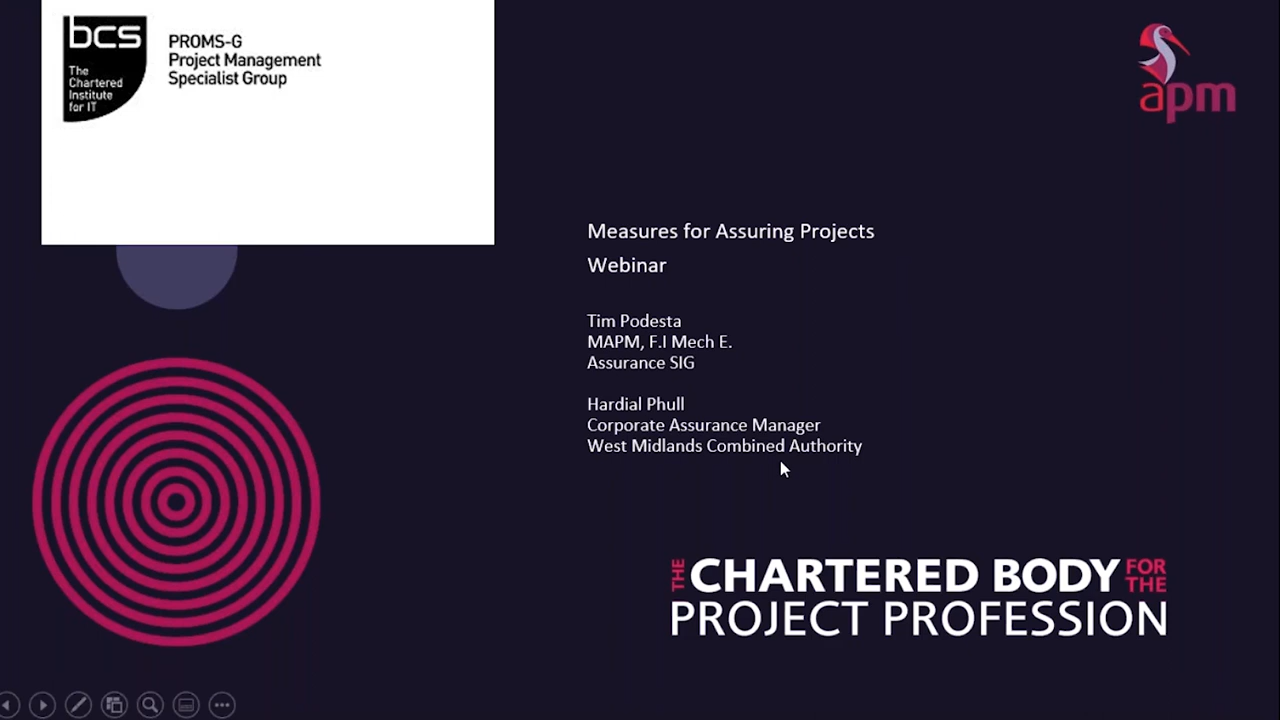 bcs
The
Chartered
Institute
for IT
PROMS-G
Project Management
Specialist Group
apm
Measures for Assuring Projects
Webinar
Tim Podesta
MAPM, F.I Mech E.
Assurance SIG
Hardial Phull
Corporate Assurance Manager
West Midlands Combined Authority
THE CHARTERED BODY FOR THE
PROJECT PROFESSION